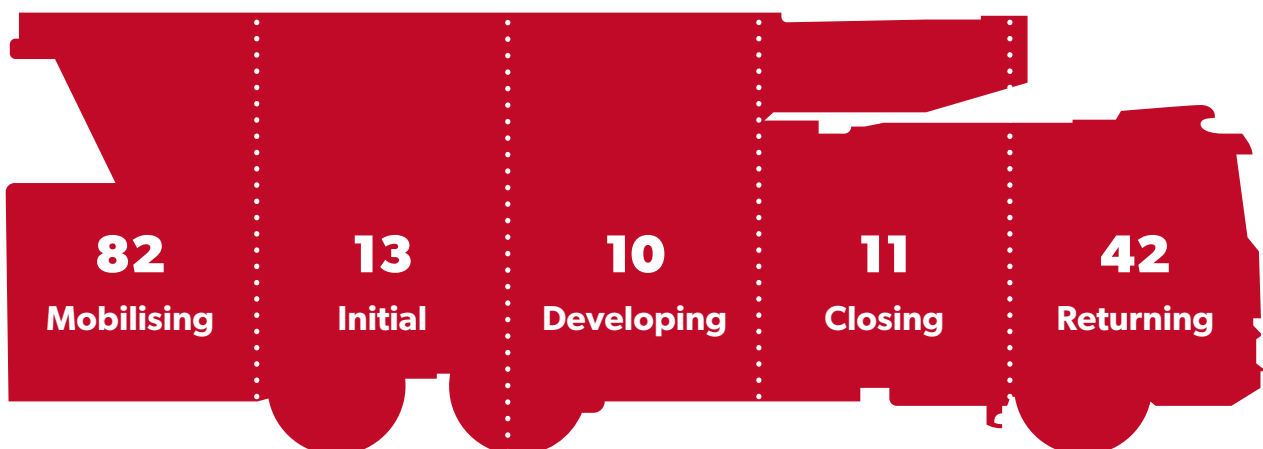 82
Mobilising
13
Initial
10
Developing
11
Closing
42
Returning